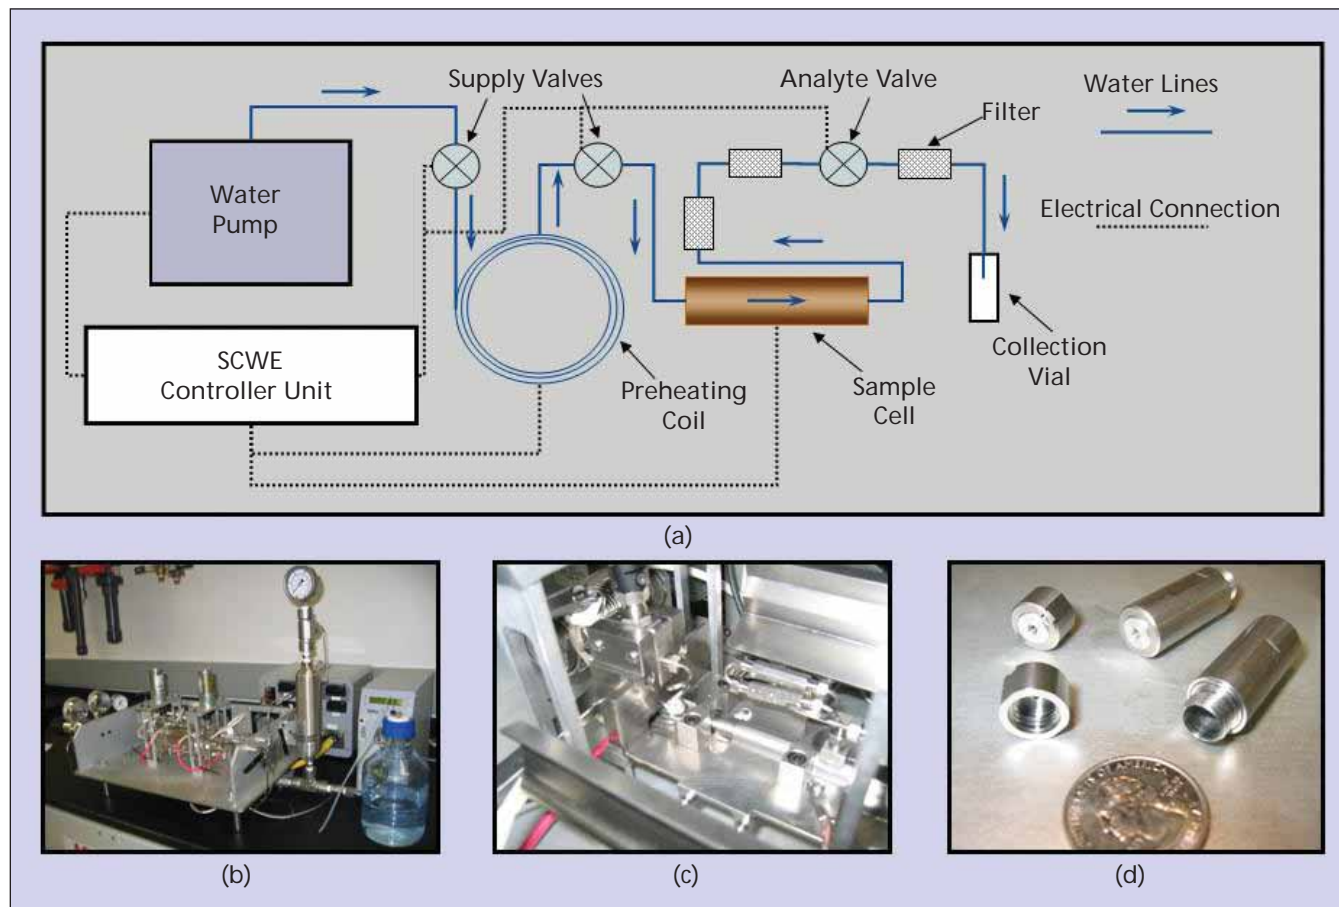 Supply Valves
Analyte Valve
Water Lines
Filter
Water
Pump
Electrical Connection
SCWE
Controller Unit
Preheating
Coil
Sample
Cell
Collection
Vial
(a)
(b)
(c)
(d)